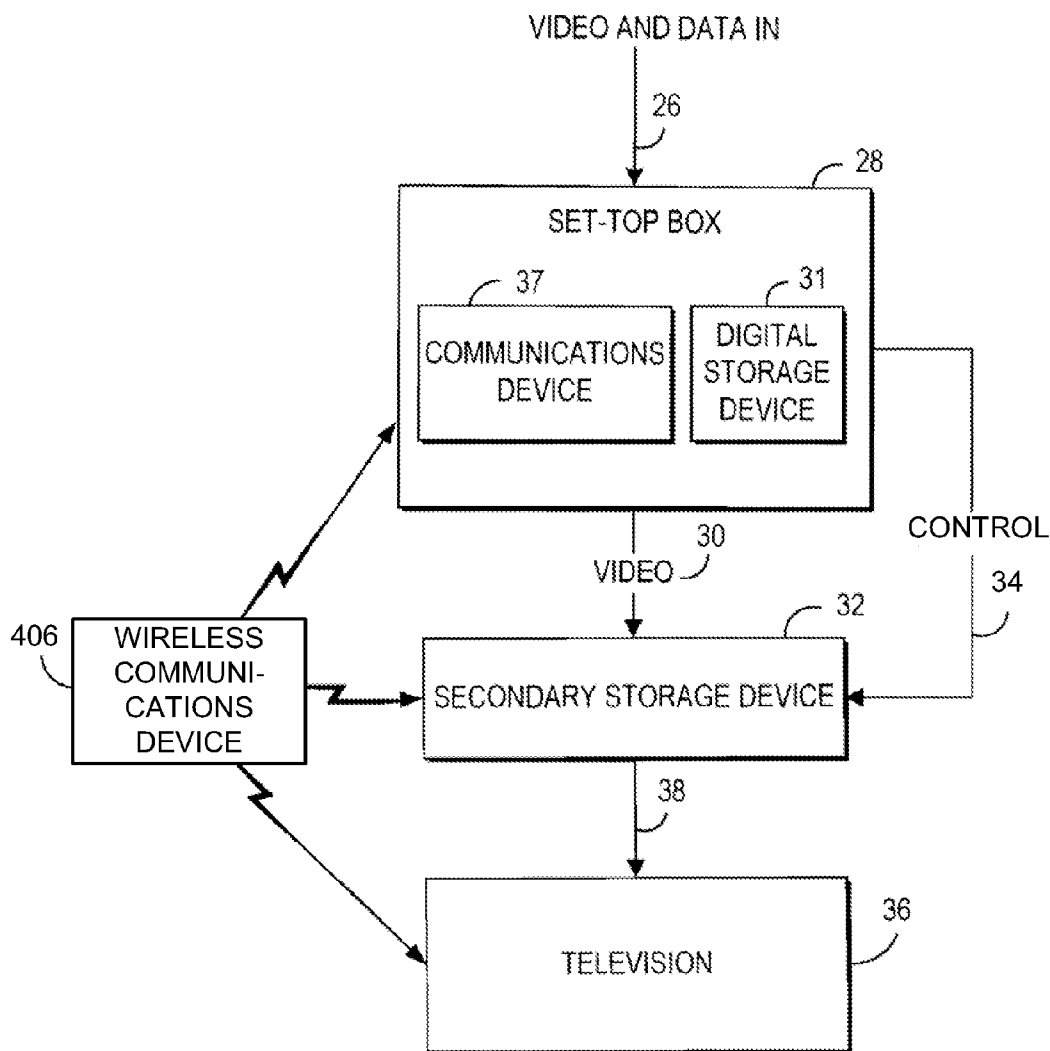 VIDEO AND DATA IN
26
28
SET-TOP BOX
37
31
COMMUNICATIONS
DEVICE
DIGITAL
STORAGE
DEVICE
CONTROL
30
VIDEO
34
32
406
WIRELESS
COMMUNI-
CATIONS
DEVICE
SECONDARY STORAGE DEVICE
38
36
TELEVISION